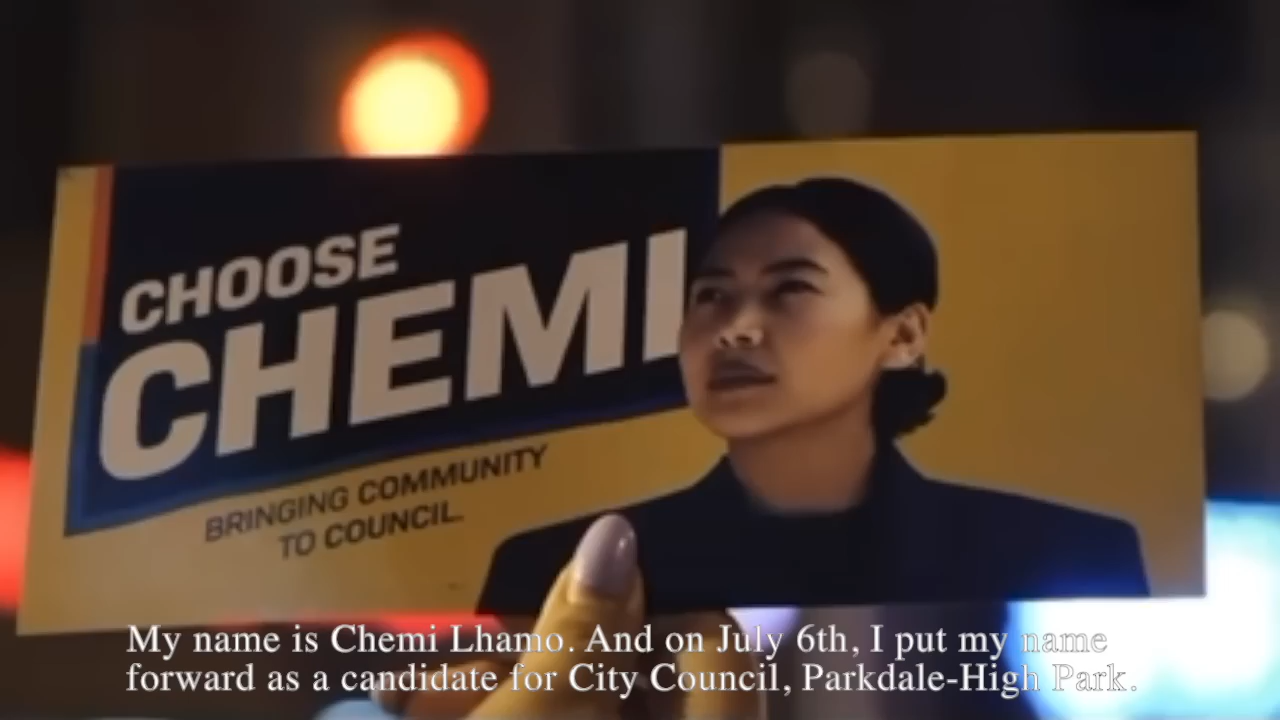 CHOOSE
CHEMI
BRINGING COMMUNITY
TO COUNCIL.
My name is Chemi Lhamo. And on July 6th, I put my name
forward as a candidate for City Council, Parkdale-High Park.